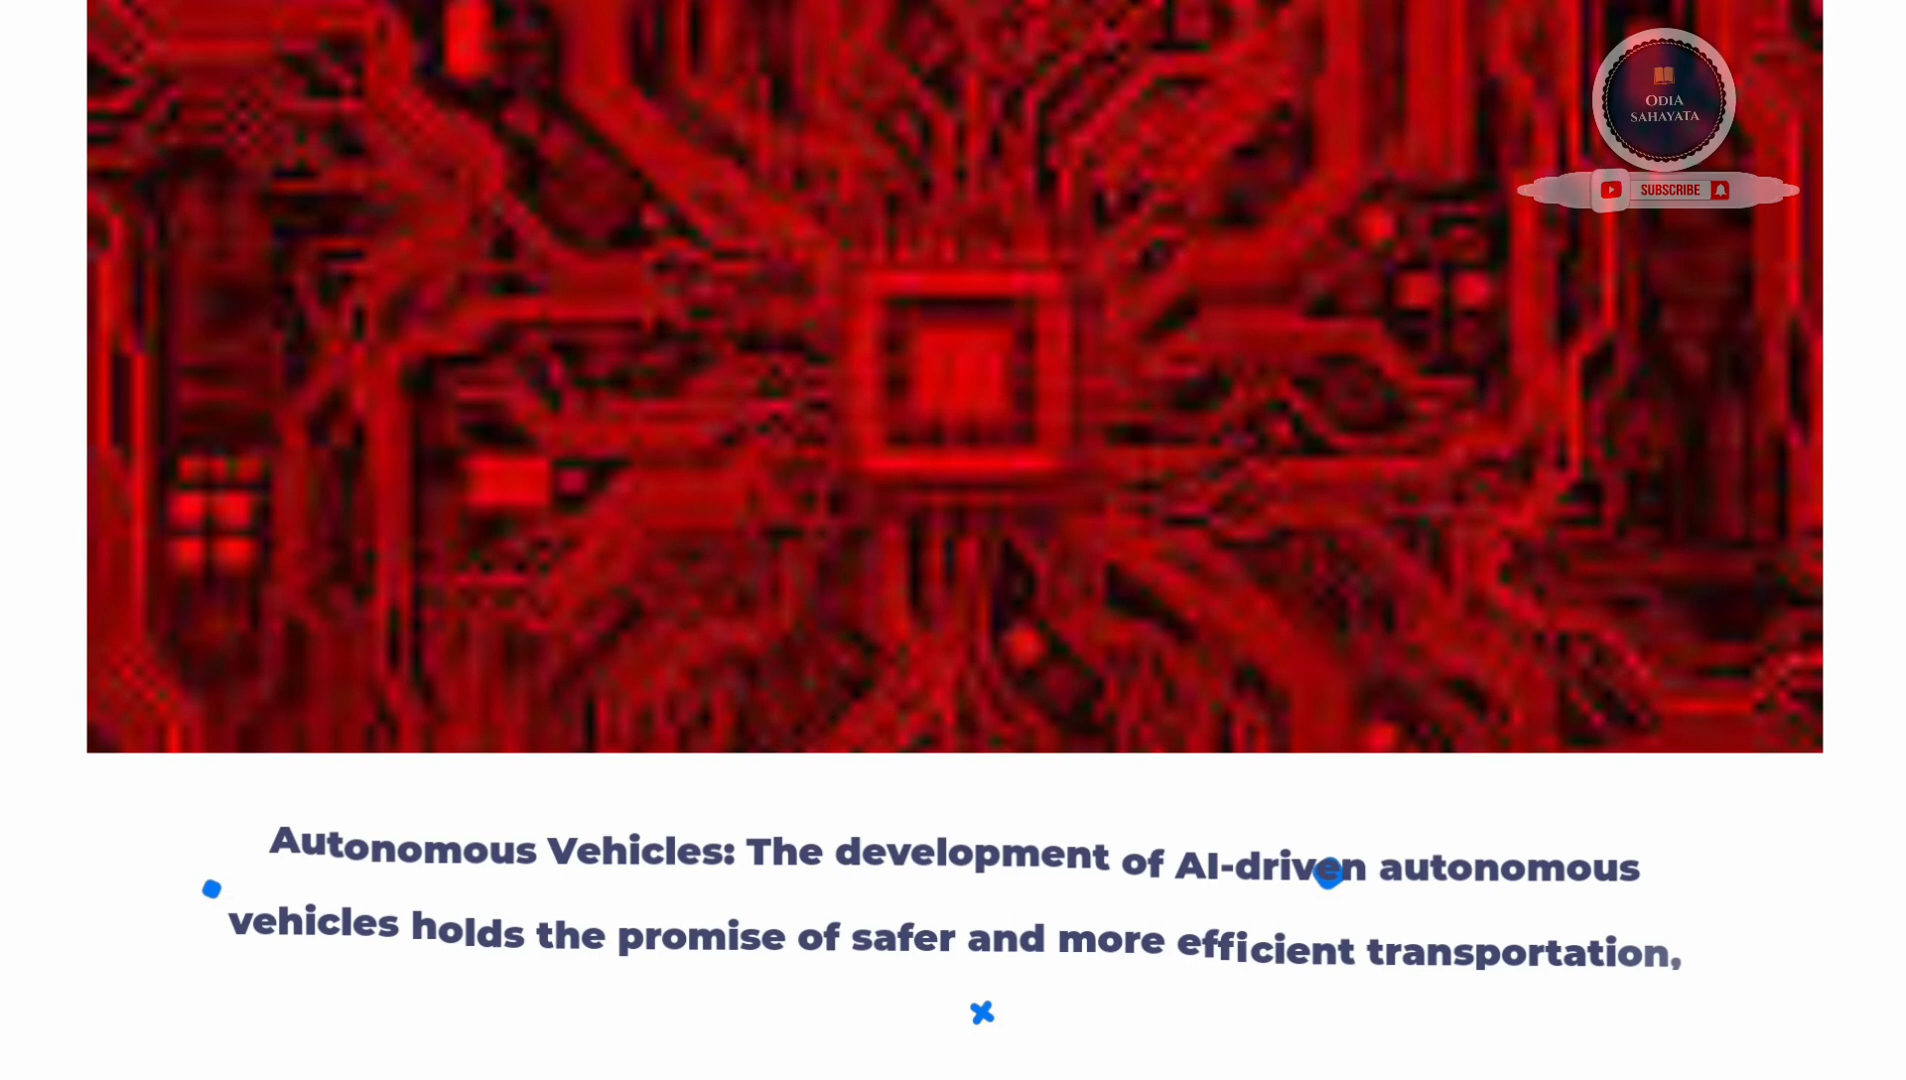 ODIA
SAHAYATA
SUBSCRIBE
Autonomous Vehicles: The development of AI-driven autonomous
vehicles holds the promise of safer and more efficient transportation,